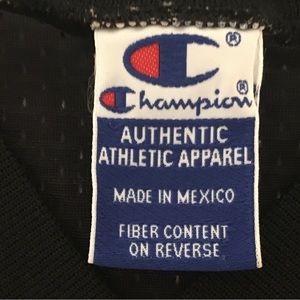 Champion
AUTHENTIC
ATHLETIC APPAREL
MADE IN MEXICO
FIBER CONTENT
ON REVERSE